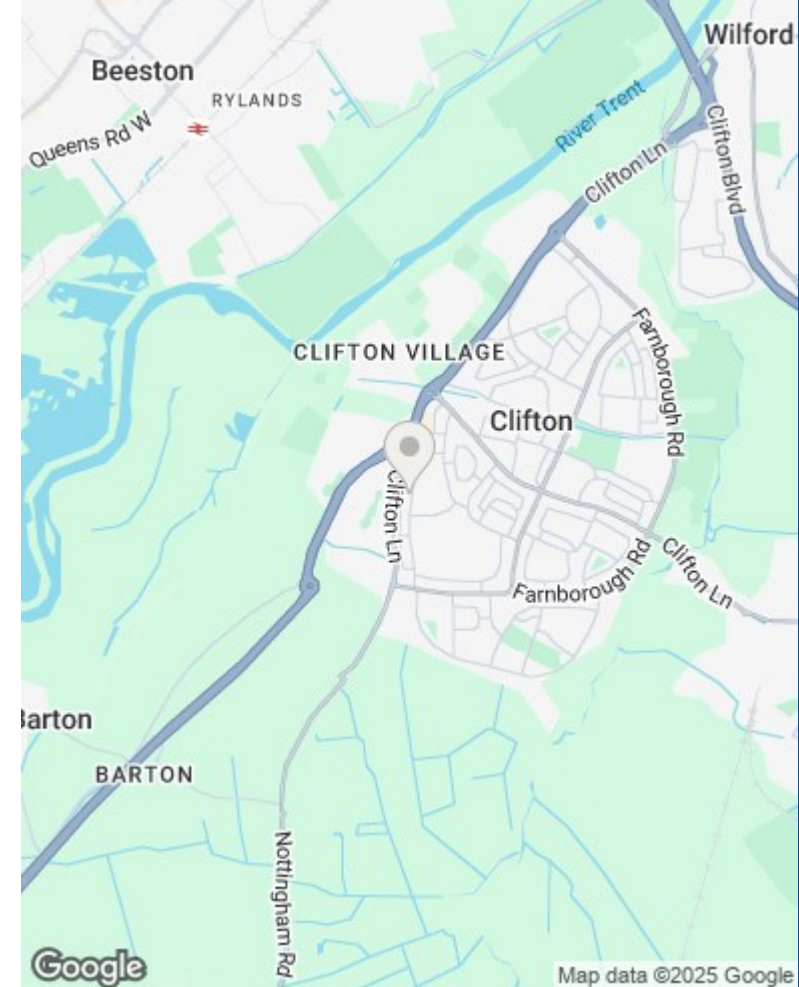 Wilford
Beeston
RYLANDS
Queens Rd W
River Trent
Clifton Ln
Clifton Blvd
Farnborough Rd
CLIFTON VILLAGE
Clifton
Clifton Ln
Clifton Ln
Farnborough Rd
Barton
BARTON
Nottingham Rd
Google
Map data ©2025 Google